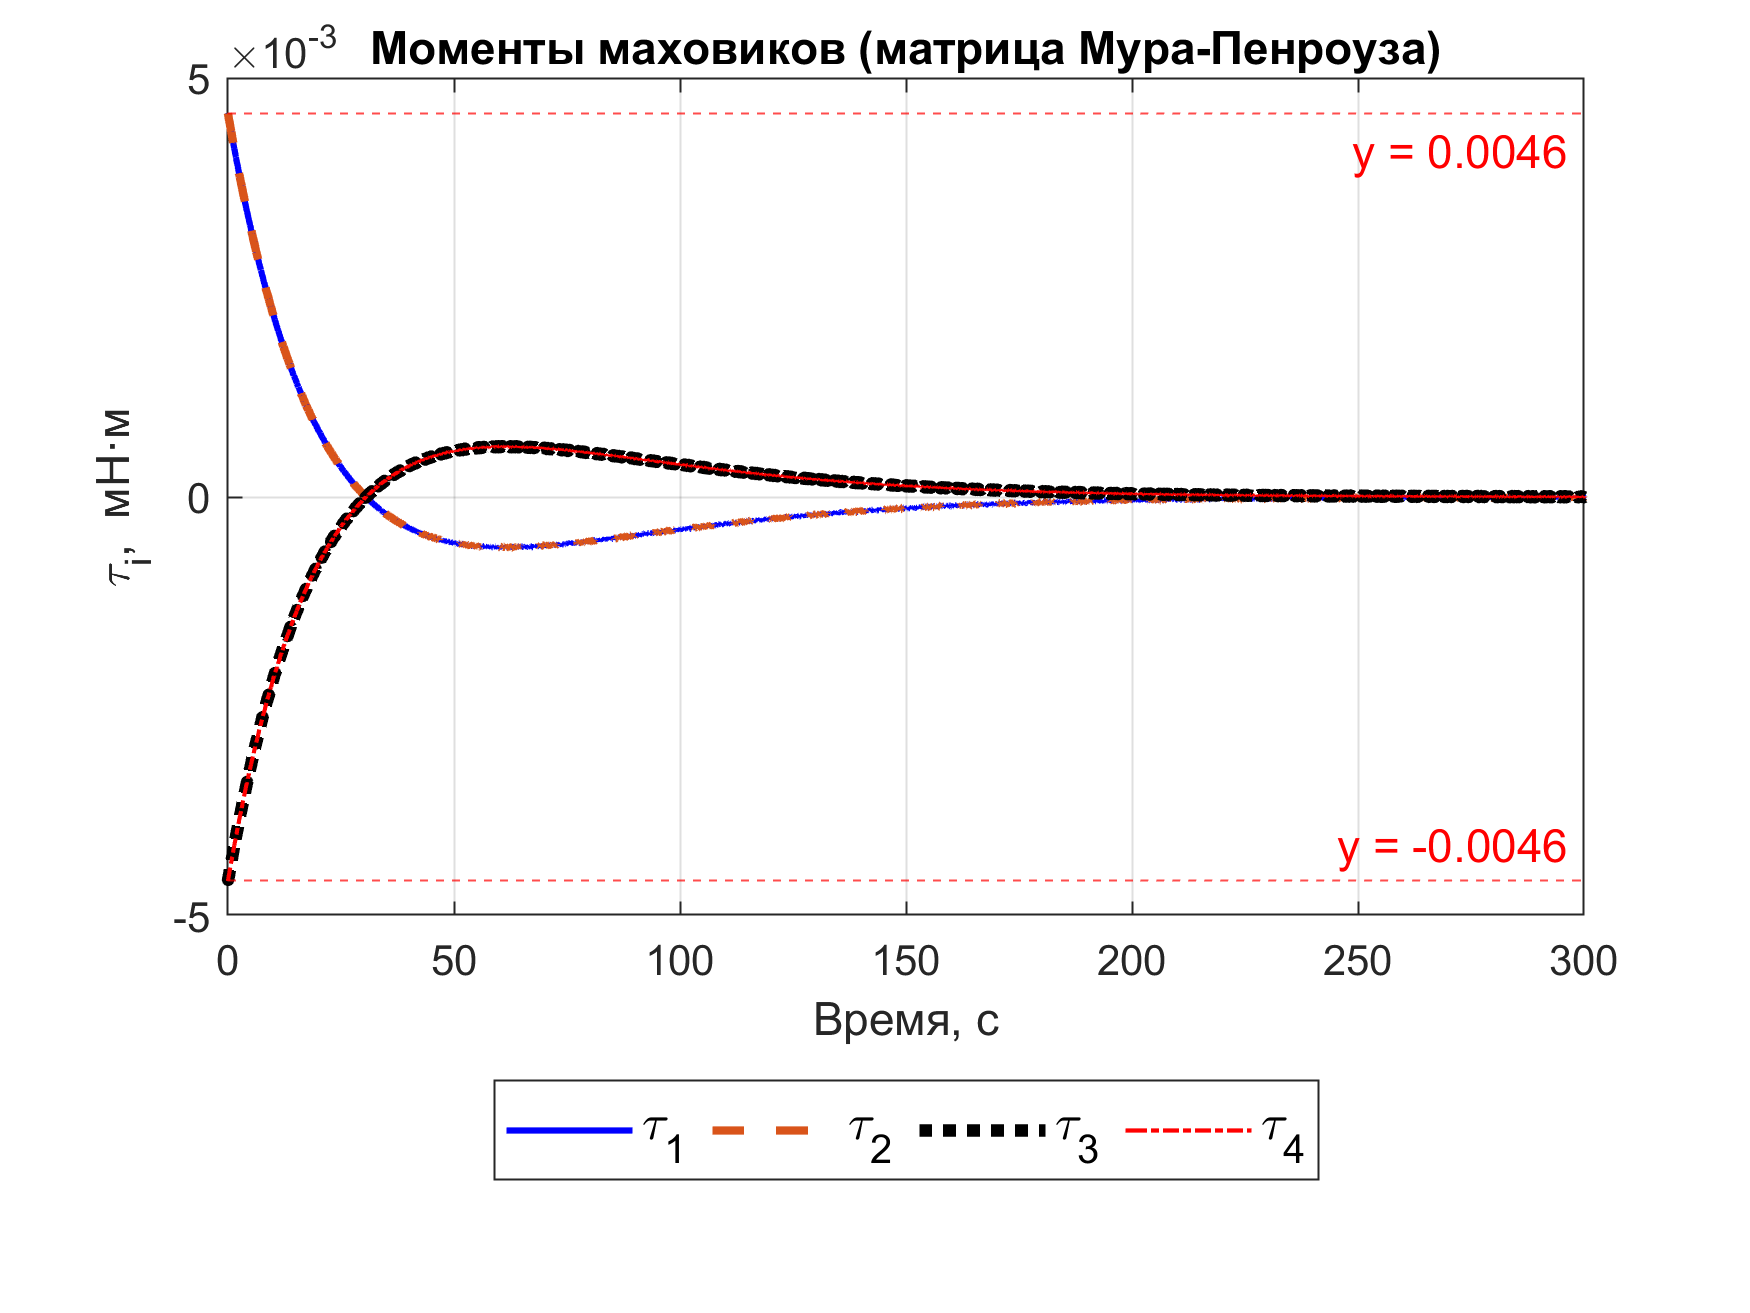 ×10-3
Моменты маховиков (матрица Мура-Пенроуза)
5
0
-5
τi, мН·м
y = 0.0046
y = -0.0046
0 50 100 150 200 250 300
Время, с
τ1 τ2 τ3 τ4